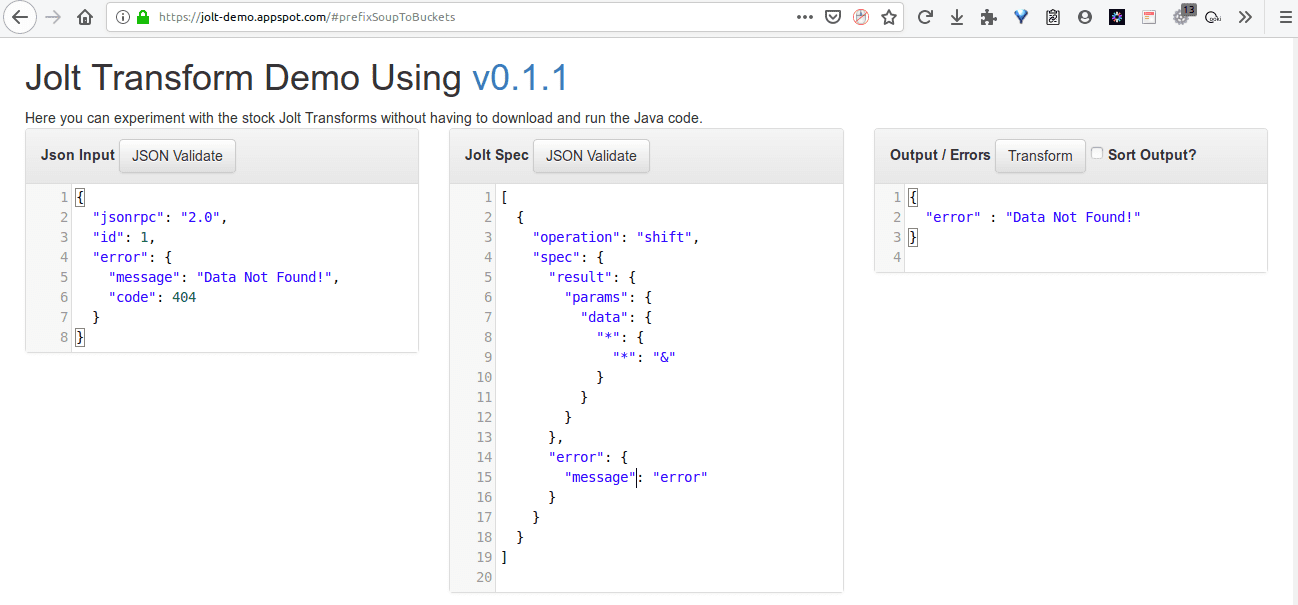 https://jolt-demo.appspot.com/#prefixSoupToBuckets
13
Jolt Transform Demo Using v0.1.1
Here you can experiment with the stock Jolt Transforms without having to download and run the Java code.
Json Input JSON Validate
1 {
2 "jsonrpc": "2.0",
3 "id": 1,
4 "error": {
5 "message": "Data Not Found!",
6 "code": 404
7 }
8 }
Jolt Spec JSON Validate
1 [
2 {
3 "operation": "shift",
4 "spec": {
5 "result": {
6 "params": {
7 "data": {
8 "*": {
9 "*": "&"
10 }
11 }
12 }
13 },
14 "error": {
15 "message": "error"
16 }
17 }
18 }
19 ]
20
Output / Errors Transform Sort Output?
1 {
2 "error" : "Data Not Found!"
3 }
4